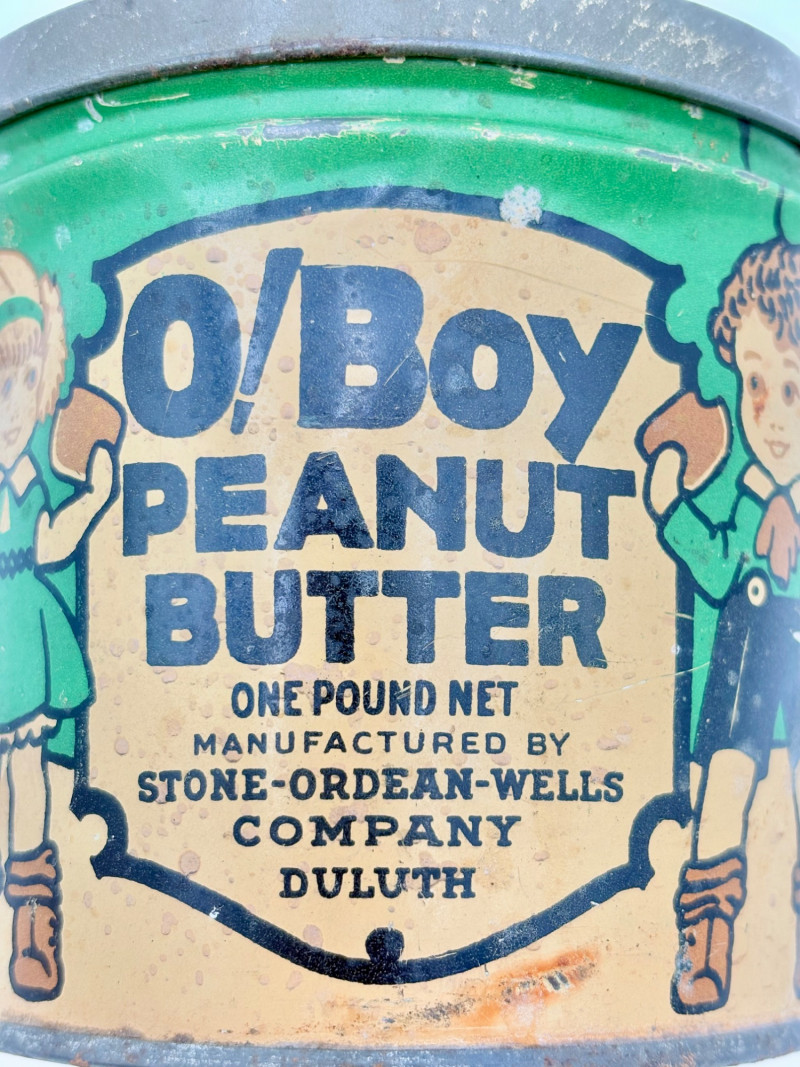 O! Boy
PEANUT
BUTTER
ONE POUND NET
MANUFACTURED BY
STONE-ORDEAN-WELLS
COMPANY
DULUTH